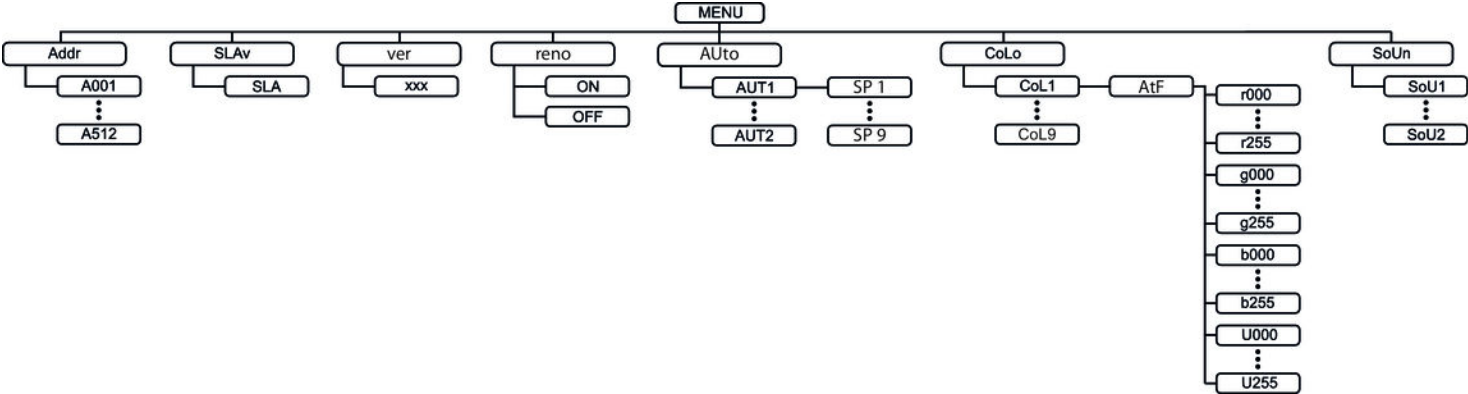 MENU
Addr
SLAv
ver
reno
AUto
CoLo
SoUn
A001
A512
SLA
xxx
ON
OFF
AUT1
AUT2
SP 1
SP 9
CoL1
CoL9
AtF
r000
r255
g000
g255
b000
b255
U000
U255
SoU1
SoU2